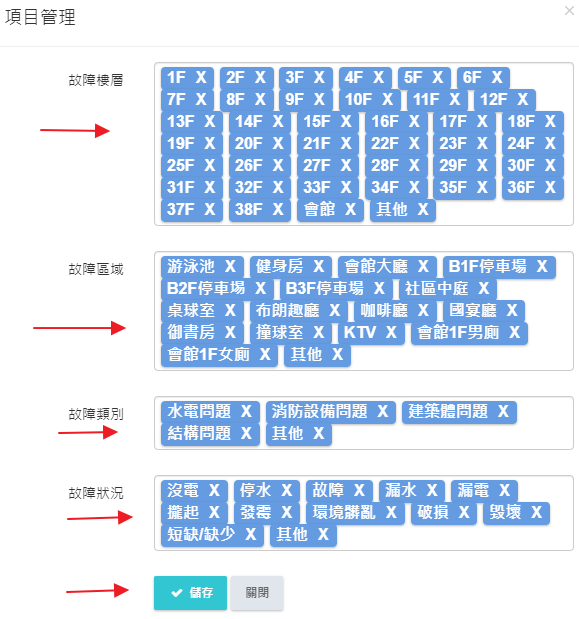 項目管理
×
故障樓層
1F X 2F X 3F X 4F X 5F X 6F X
7F X 8F X 9F X 10F X 11F X 12F X
13F X 14F X 15F X 16F X 17F X 18F X
19F X 20F X 21F X 22F X 23F X 24F X
25F X 26F X 27F X 28F X 29F X 30F X
31F X 32F X 33F X 34F X 35F X 36F X
37F X 38F X 會館 X 其他 X
故障區域
游泳池 X 健身房 X 會館大廳 X B1F停車場 X
B2F停車場 X B3F停車場 X 社區中庭 X
桌球室 X 布朗趣廳 X 咖啡廳 X 國宴廳 X
御書房 X 撞球室 X KTV X 會館1F男廁 X
會館1F女廁 X 其他 X
故障類別
水電問題 X 消防設備問題 X 建築體問題 X
結構問題 X 其他 X
故障狀況
沒電 X 停水 X 故障 X 漏水 X 漏電 X
攏起 X 發霉 X 環境髒亂 X 破損 X 毀壞 X
短缺/缺少 X 其他 X
儲存 關閉